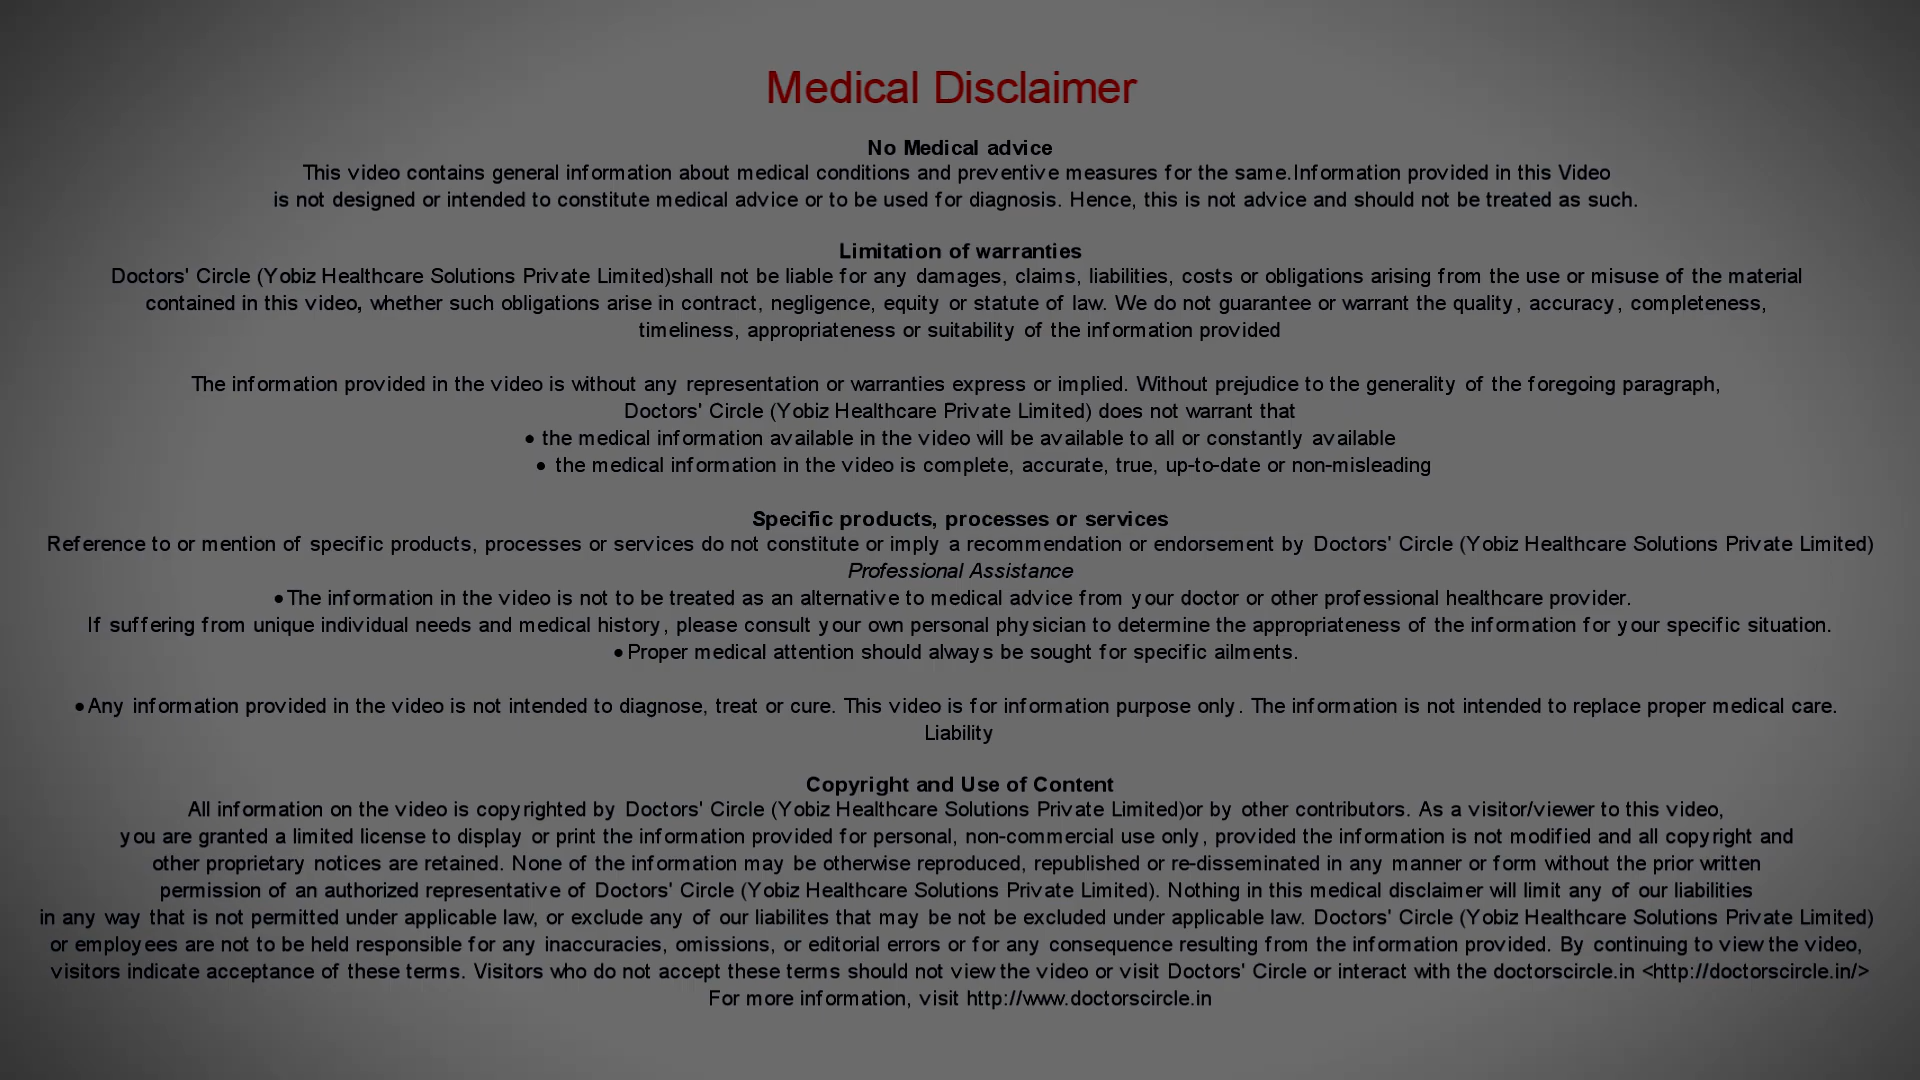 Medical Disclaimer
No Medical advice
This video contains general information about medical conditions and preventive measures for the same.Information provided in this Video
is not designed or intended to constitute medical advice or to be used for diagnosis. Hence, this is not advice and should not be treated as such.
Limitation of warranties
Doctors' Circle (Yobiz Healthcare Solutions Private Limited)shall not be liable for any damages, claims, liabilities, costs or obligations arising from the use or misuse of the material
contained in this video, whether such obligations arise in contract, negligence, equity or statute of law. We do not guarantee or warrant the quality, accuracy, completeness,
timeliness, appropriateness or suitability of the information provided
The information provided in the video is without any representation or warranties express or implied. Without prejudice to the generality of the foregoing paragraph,
Doctors' Circle (Yobiz Healthcare Private Limited) does not warrant that
• the medical information available in the video will be available to all or constantly available
• the medical information in the video is complete, accurate, true, up-to-date or non-misleading
Specific products, processes or services
Reference to or mention of specific products, processes or services do not constitute or imply a recommendation or endorsement by Doctors' Circle (Yobiz Healthcare Solutions Private Limited)
Professional Assistance
•The information in the video is not to be treated as an alternative to medical advice from your doctor or other professional healthcare provider.
If suffering from unique individual needs and medical history, please consult your own personal physician to determine the appropriateness of the information for your specific situation.
•Proper medical attention should always be sought for specific ailments.
•Any information provided in the video is not intended to diagnose, treat or cure. This video is for information purpose only. The information is not intended to replace proper medical care.
Liability
Copyright and Use of Content
All information on the video is copyrighted by Doctors' Circle (Yobiz Healthcare Solutions Private Limited)or by other contributors. As a visitor/viewer to this video,
you are granted a limited license to display or print the information provided for personal, non-commercial use only, provided the information is not modified and all copyright and
other proprietary notices are retained. None of the information may be otherwise reproduced, republished or re-disseminated in any manner or form without the prior written
permission of an authorized representative of Doctors' Circle (Yobiz Healthcare Solutions Private Limited). Nothing in this medical disclaimer will limit any of our liabilities
in any way that is not permitted under applicable law, or exclude any of our liabilites that may be not be excluded under applicable law. Doctors' Circle (Yobiz Healthcare Solutions Private Limited)
or employees are not to be held responsible for any inaccuracies, omissions, or editorial errors or for any consequence resulting from the information provided. By continuing to view the video,
visitors indicate acceptance of these terms. Visitors who do not accept these terms should not view the video or visit Doctors' Circle or interact with the doctorscircle.in <http://doctorscircle.in/>
For more information, visit http://www.doctorscircle.in